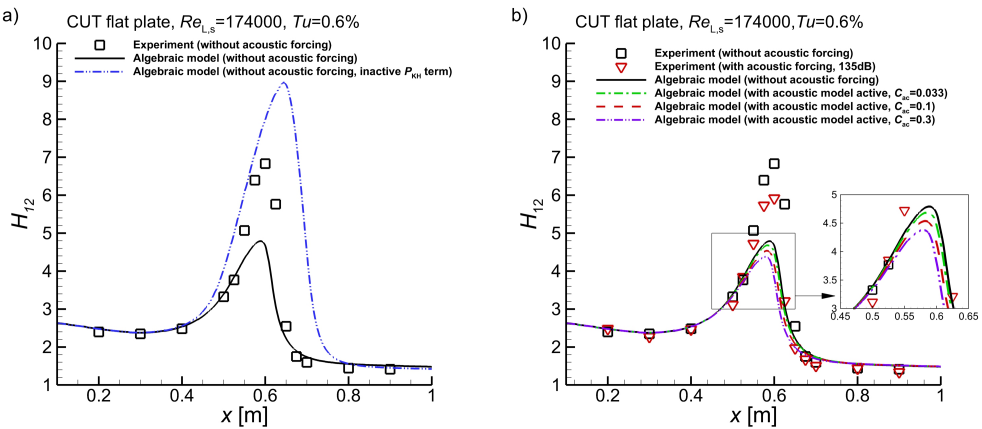 a)
CUT flat plate, Re_L,s=174000, Tu=0.6%
Experiment (without acoustic forcing)
Algebraic model (without acoustic forcing)
Algebraic model (without acoustic forcing, inactive P_KH term)
10
9
8
7
6
5
4
3
2
1
H_12
0.2
0.4
0.6
0.8
1
x [m]
b)
CUT flat plate, Re_L,s=174000,Tu=0.6%
Experiment (without acoustic forcing)
Experiment (with acoustic forcing, 135dB)
Algebraic model (without acoustic forcing)
Algebraic model (with acoustic model active, C_ac=0.033)
Algebraic model (with acoustic model active, C_ac=0.1)
Algebraic model (with acoustic model active, C_ac=0.3)
10
9
8
7
6
5
4
3
2
1
H_12
0.2
0.4
0.6
0.8
1
x [m]
5
4.5
4
3.5
3
0.45
0.5
0.55
0.6
0.65